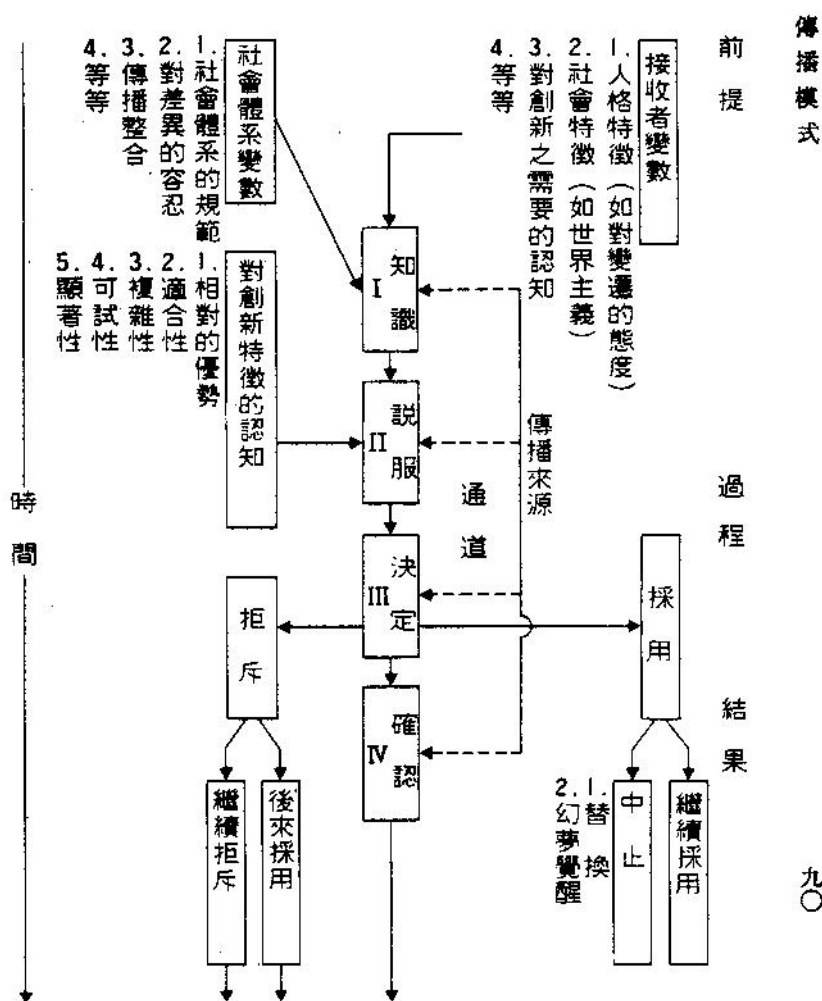 傳播模式
九〇
前提
過程
結果
接收者變數
1.人格特徵（如對變遷的態度）
2.社會特徵（如世界主義）
3.對創新之需要的認知
4.等等
社會體系變數
1.社會體系的規範
2.對差異的容忍
3.傳播整合
4.等等
知識
I
對創新特徵的認知
1.相對的優勢
2.適合性
3.複雜性
4.可試性
5.顯著性
說服
II
傳播來源
通道
決定
III
採用
拒斥
確認
IV
繼續採用
中止
1.替換
2.幻夢覺醒
後來採用
繼續拒斥
時間